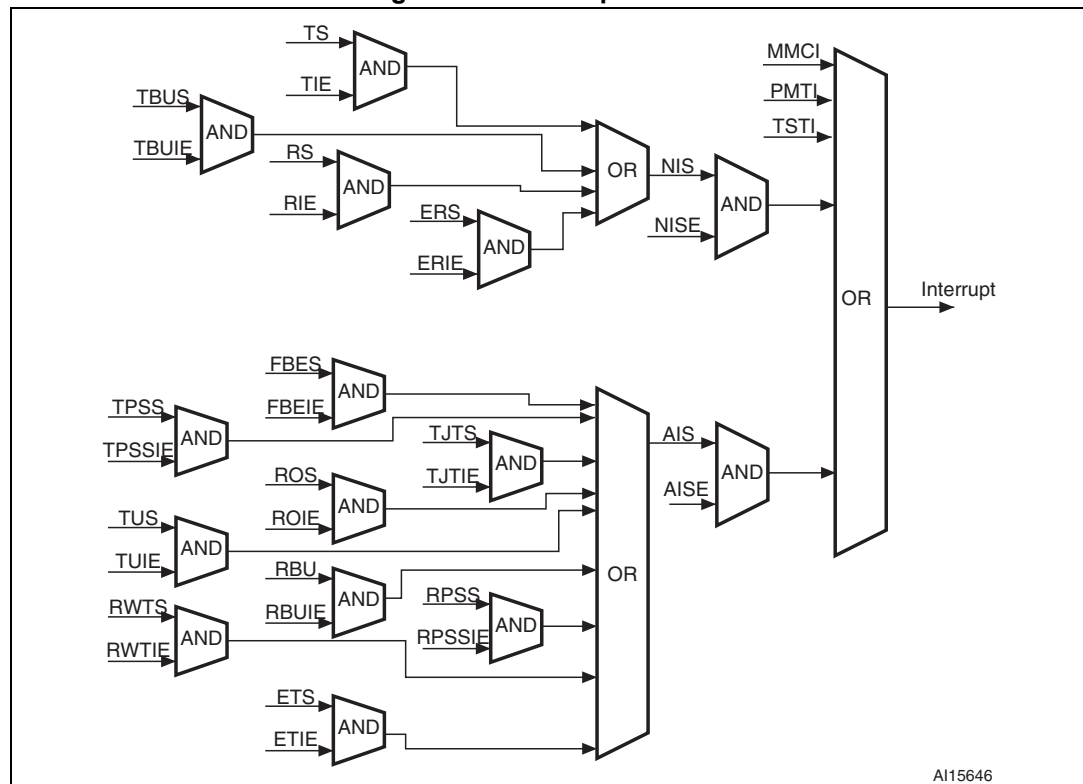 TS
AND
TIE
MMCI
PMTI
TSTI
TBUS
AND
TBUIE
RS
AND
RIE
OR
NIS
AND
NISE
ERS
AND
ERIE
OR
Interrupt
FBES
AND
FBEIE
TPSS
AND
TPSSIE
TJTS
AND
TJTIE
AIS
AND
AISE
ROS
AND
ROIE
TUS
AND
TUIE
OR
RBU
AND
RBUIE
RPSS
AND
RPSSIE
RWTS
AND
RWTIE
ETS
AND
ETIE
AI15646